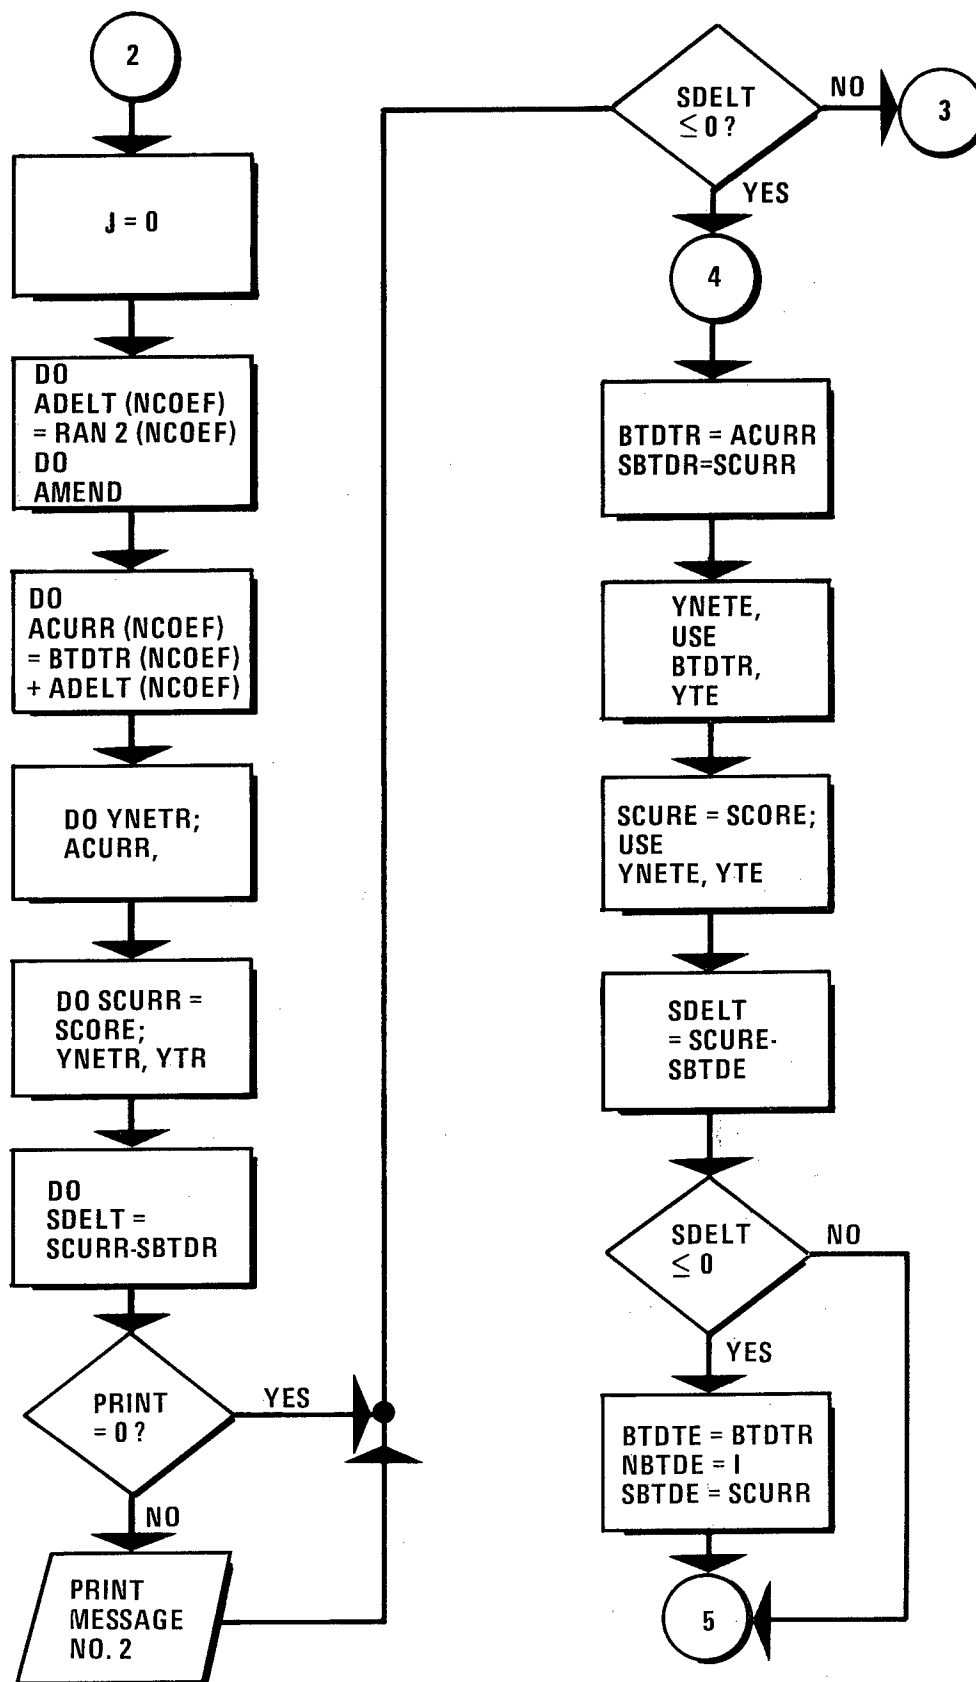 2
J = 0
DO
ADELT (NCOEF)
= RAN 2 (NCOEF)
DO
AMEND
DO
ACURR (NCOEF)
= BTDTR (NCOEF)
+ ADELT (NCOEF)
DO YNETR;
ACURR,
DO SCURR =
SCORE;
YNETR, YTR
DO
SDELT =
SCURR-SBTDR
PRINT
= 0 ?
YES
NO
PRINT
MESSAGE
NO. 2
SDELT
≤ 0 ?
NO
3
YES
4
BTDTR = ACURR
SBTDR=SCURR
YNETE,
USE
BTDTR,
YTE
SCURE = SCORE;
USE
YNETE, YTE
SDELT
= SCURE-
SBTDE
SDELT
≤ 0
NO
YES
BTDTE = BTDTR
NBTDE = I
SBTDE = SCURR
5